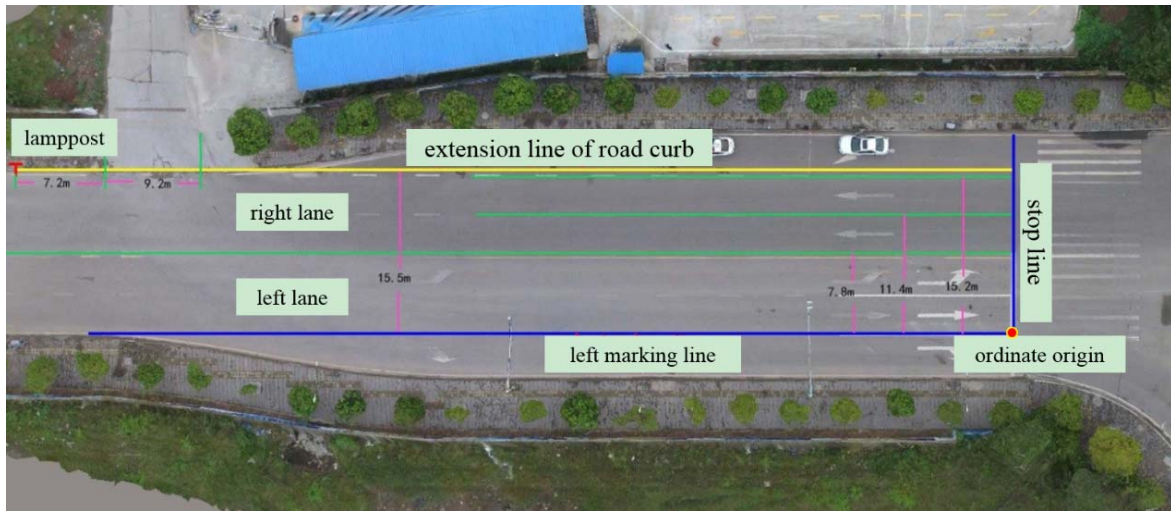 lamppost
extension line of road curb
7.2m
9.2m
right lane
stop line
15.5m
7.8m
11.4m
15.2m
left lane
left marking line
ordinate origin